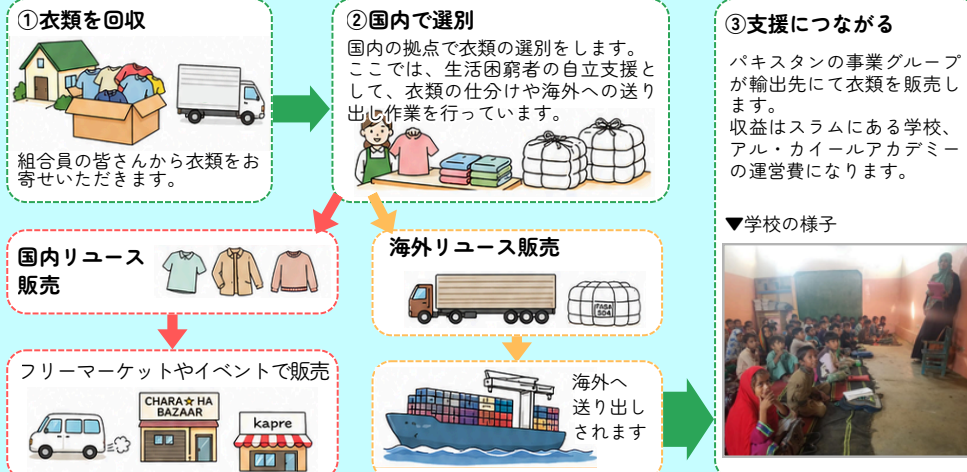 ①衣類を回収
組合員の皆さんから衣類をお
寄せいただきます。
②国内で選別
国内の拠点で衣類の選別をします。
ここでは、生活困窮者の自立支援と
して、衣類の仕分けや海外への送り
出し作業を行っています。
国内リユース
販売
フリーマーケットやイベントで販売
CHARA☆HA
BAZAAR
kapre
海外リユース販売
FASA
504
海外へ
送り出し
されます
③支援につながる
パキスタンの事業グループ
が輸出先にて衣類を販売し
ます。
収益はスラムにある学校、
アル・カイールアカデミー
の運営費になります。
▼学校の様子